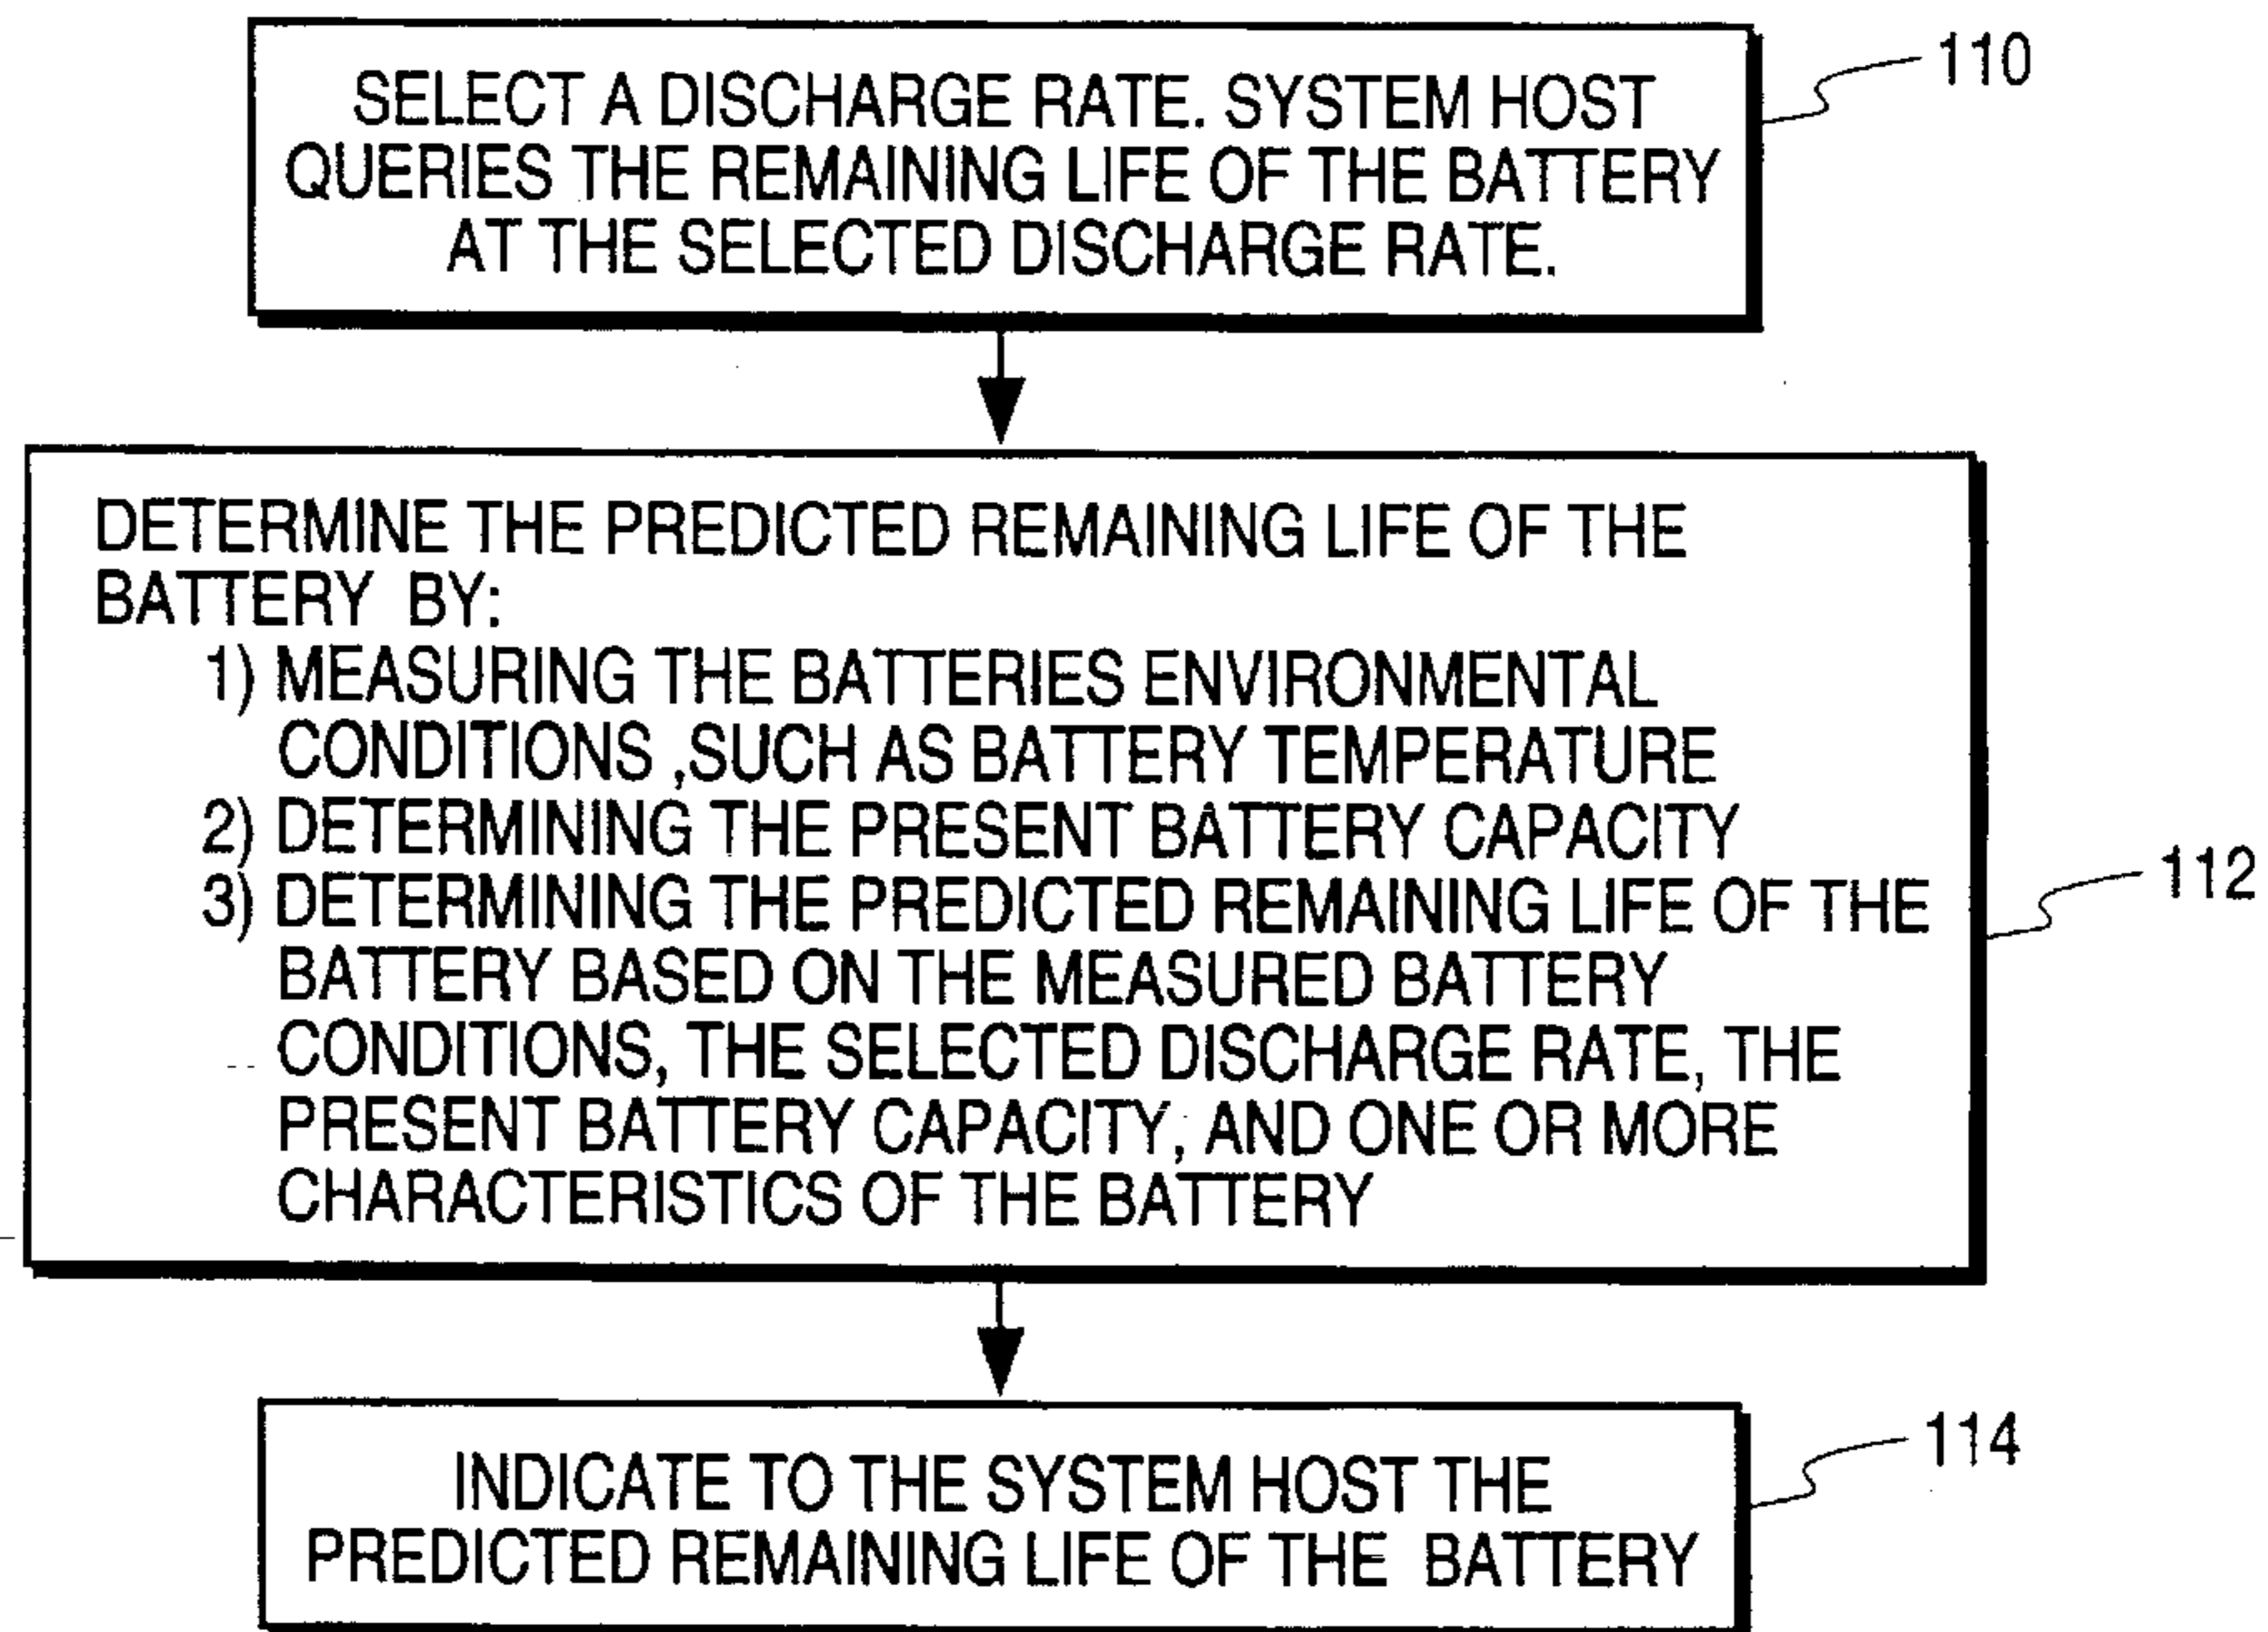 SELECT A DISCHARGE RATE. SYSTEM HOST
QUERIES THE REMAINING LIFE OF THE BATTERY
AT THE SELECTED DISCHARGE RATE.
110
DETERMINE THE PREDICTED REMAINING LIFE OF THE
BATTERY BY:
1) MEASURING THE BATTERIES ENVIRONMENTAL
CONDITIONS ,SUCH AS BATTERY TEMPERATURE
2) DETERMINING THE PRESENT BATTERY CAPACITY
3) DETERMINING THE PREDICTED REMAINING LIFE OF THE
BATTERY BASED ON THE MEASURED BATTERY
CONDITIONS, THE SELECTED DISCHARGE RATE, THE
PRESENT BATTERY CAPACITY, AND ONE OR MORE
CHARACTERISTICS OF THE BATTERY
112
INDICATE TO THE SYSTEM HOST THE
PREDICTED REMAINING LIFE OF THE BATTERY
114